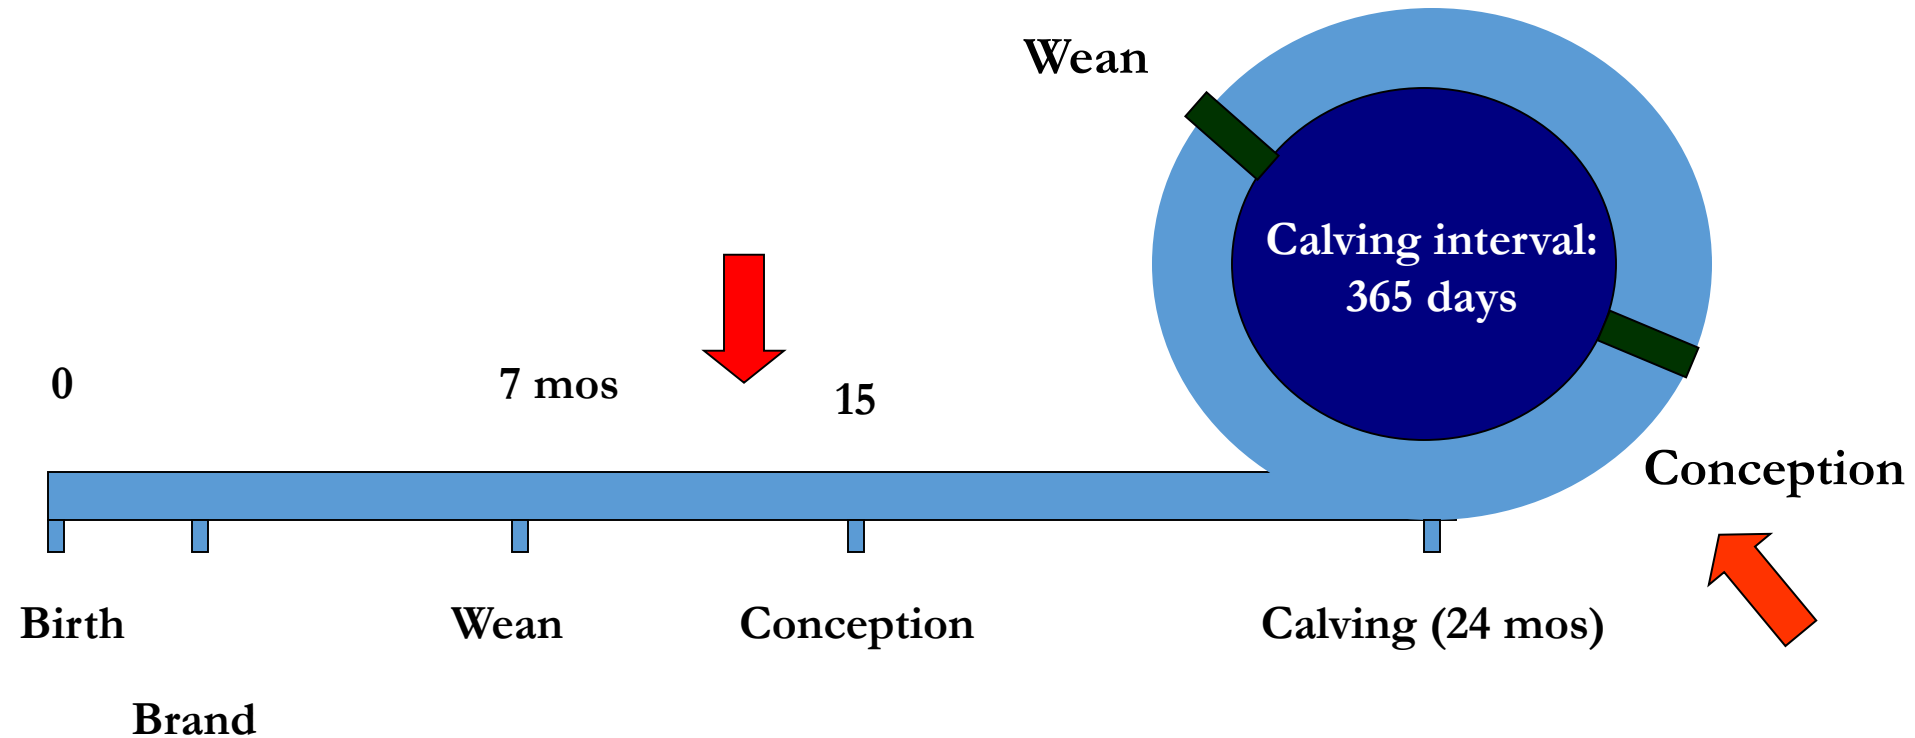 Wean
Calving interval:
365 days
0
7 mos
15
Conception
Birth
Wean
Conception
Calving (24 mos)
Brand